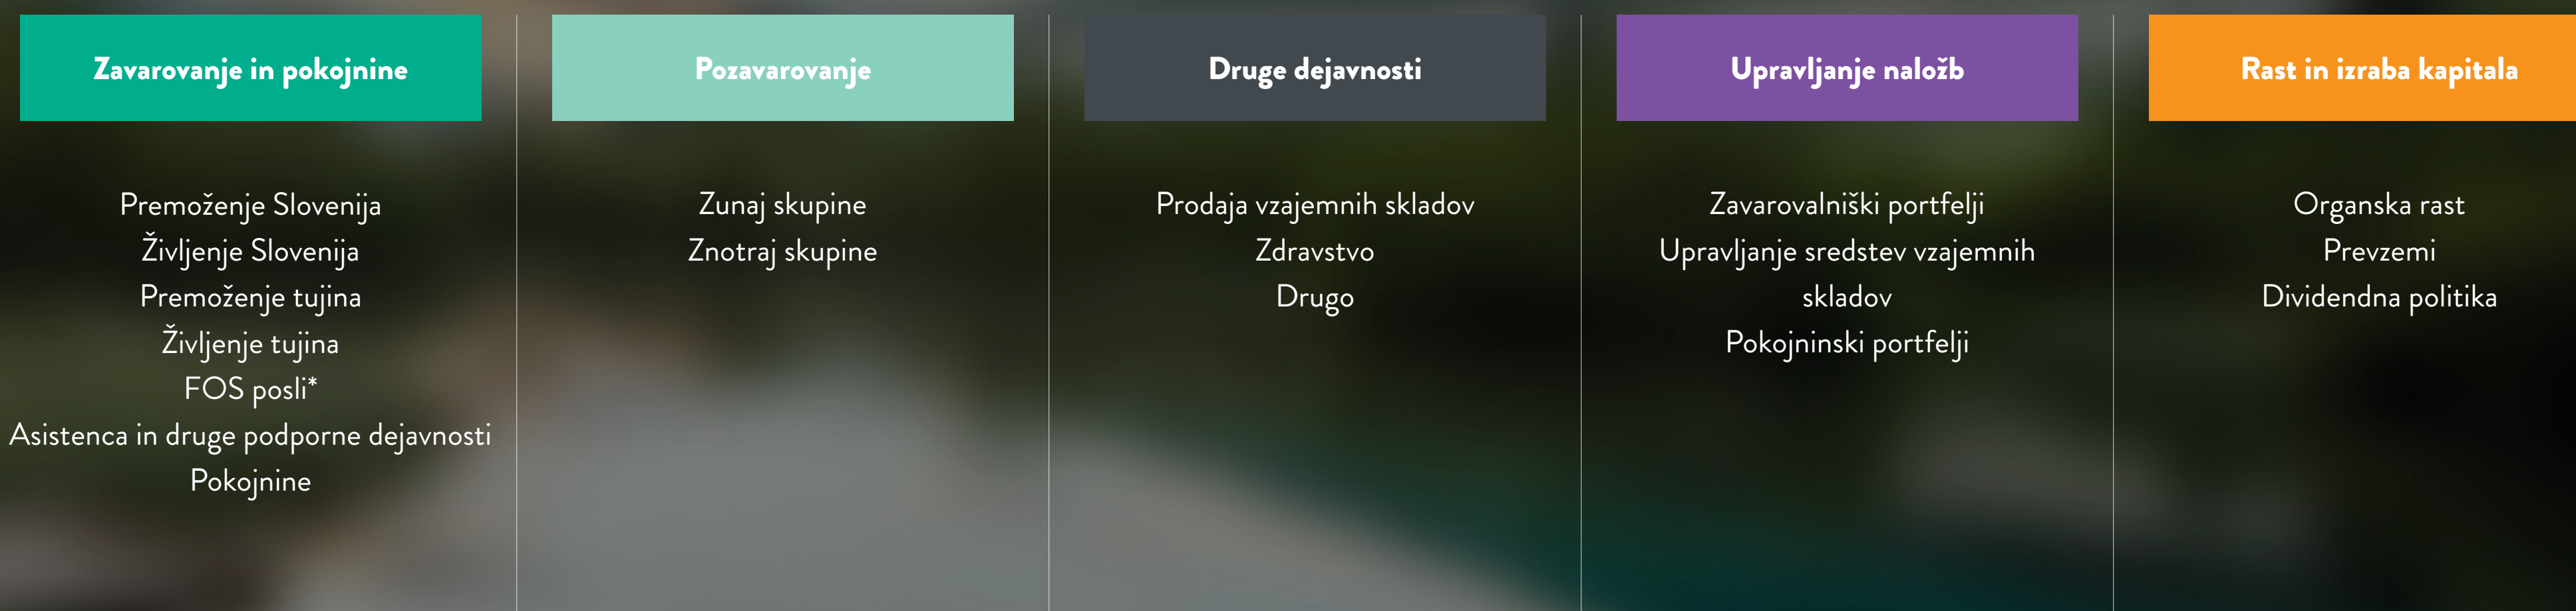 Zavarovanje in pokojnine
Premoženje Slovenija
Življenje Slovenija
Premoženje tujina
Življenje tujina
FOS posli*
Asistenca in druge podporne dejavnosti
Pokojnine
Pozavarovanje
Zunaj skupine
Znotraj skupine
Druge dejavnosti
Prodaja vzajemnih skladov
Zdravstvo
Drugo
Upravljanje naložb
Zavarovalniški portfelji
Upravljanje sredstev vzajemnih
skladov
Pokojninski portfelji
Rast in izraba kapitala
Organska rast
Prevzemi
Dividendna politika